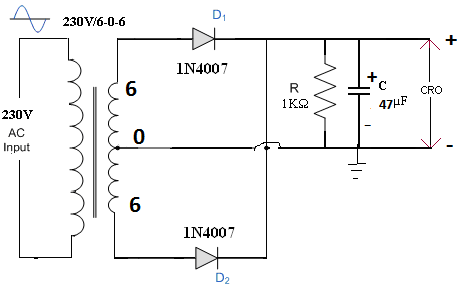 230V/6-0-6
D1
1N4007
6
230V
AC
Input
0
R
1KΩ
+
C
47µF
-
+
CRO
-
6
1N4007
D2